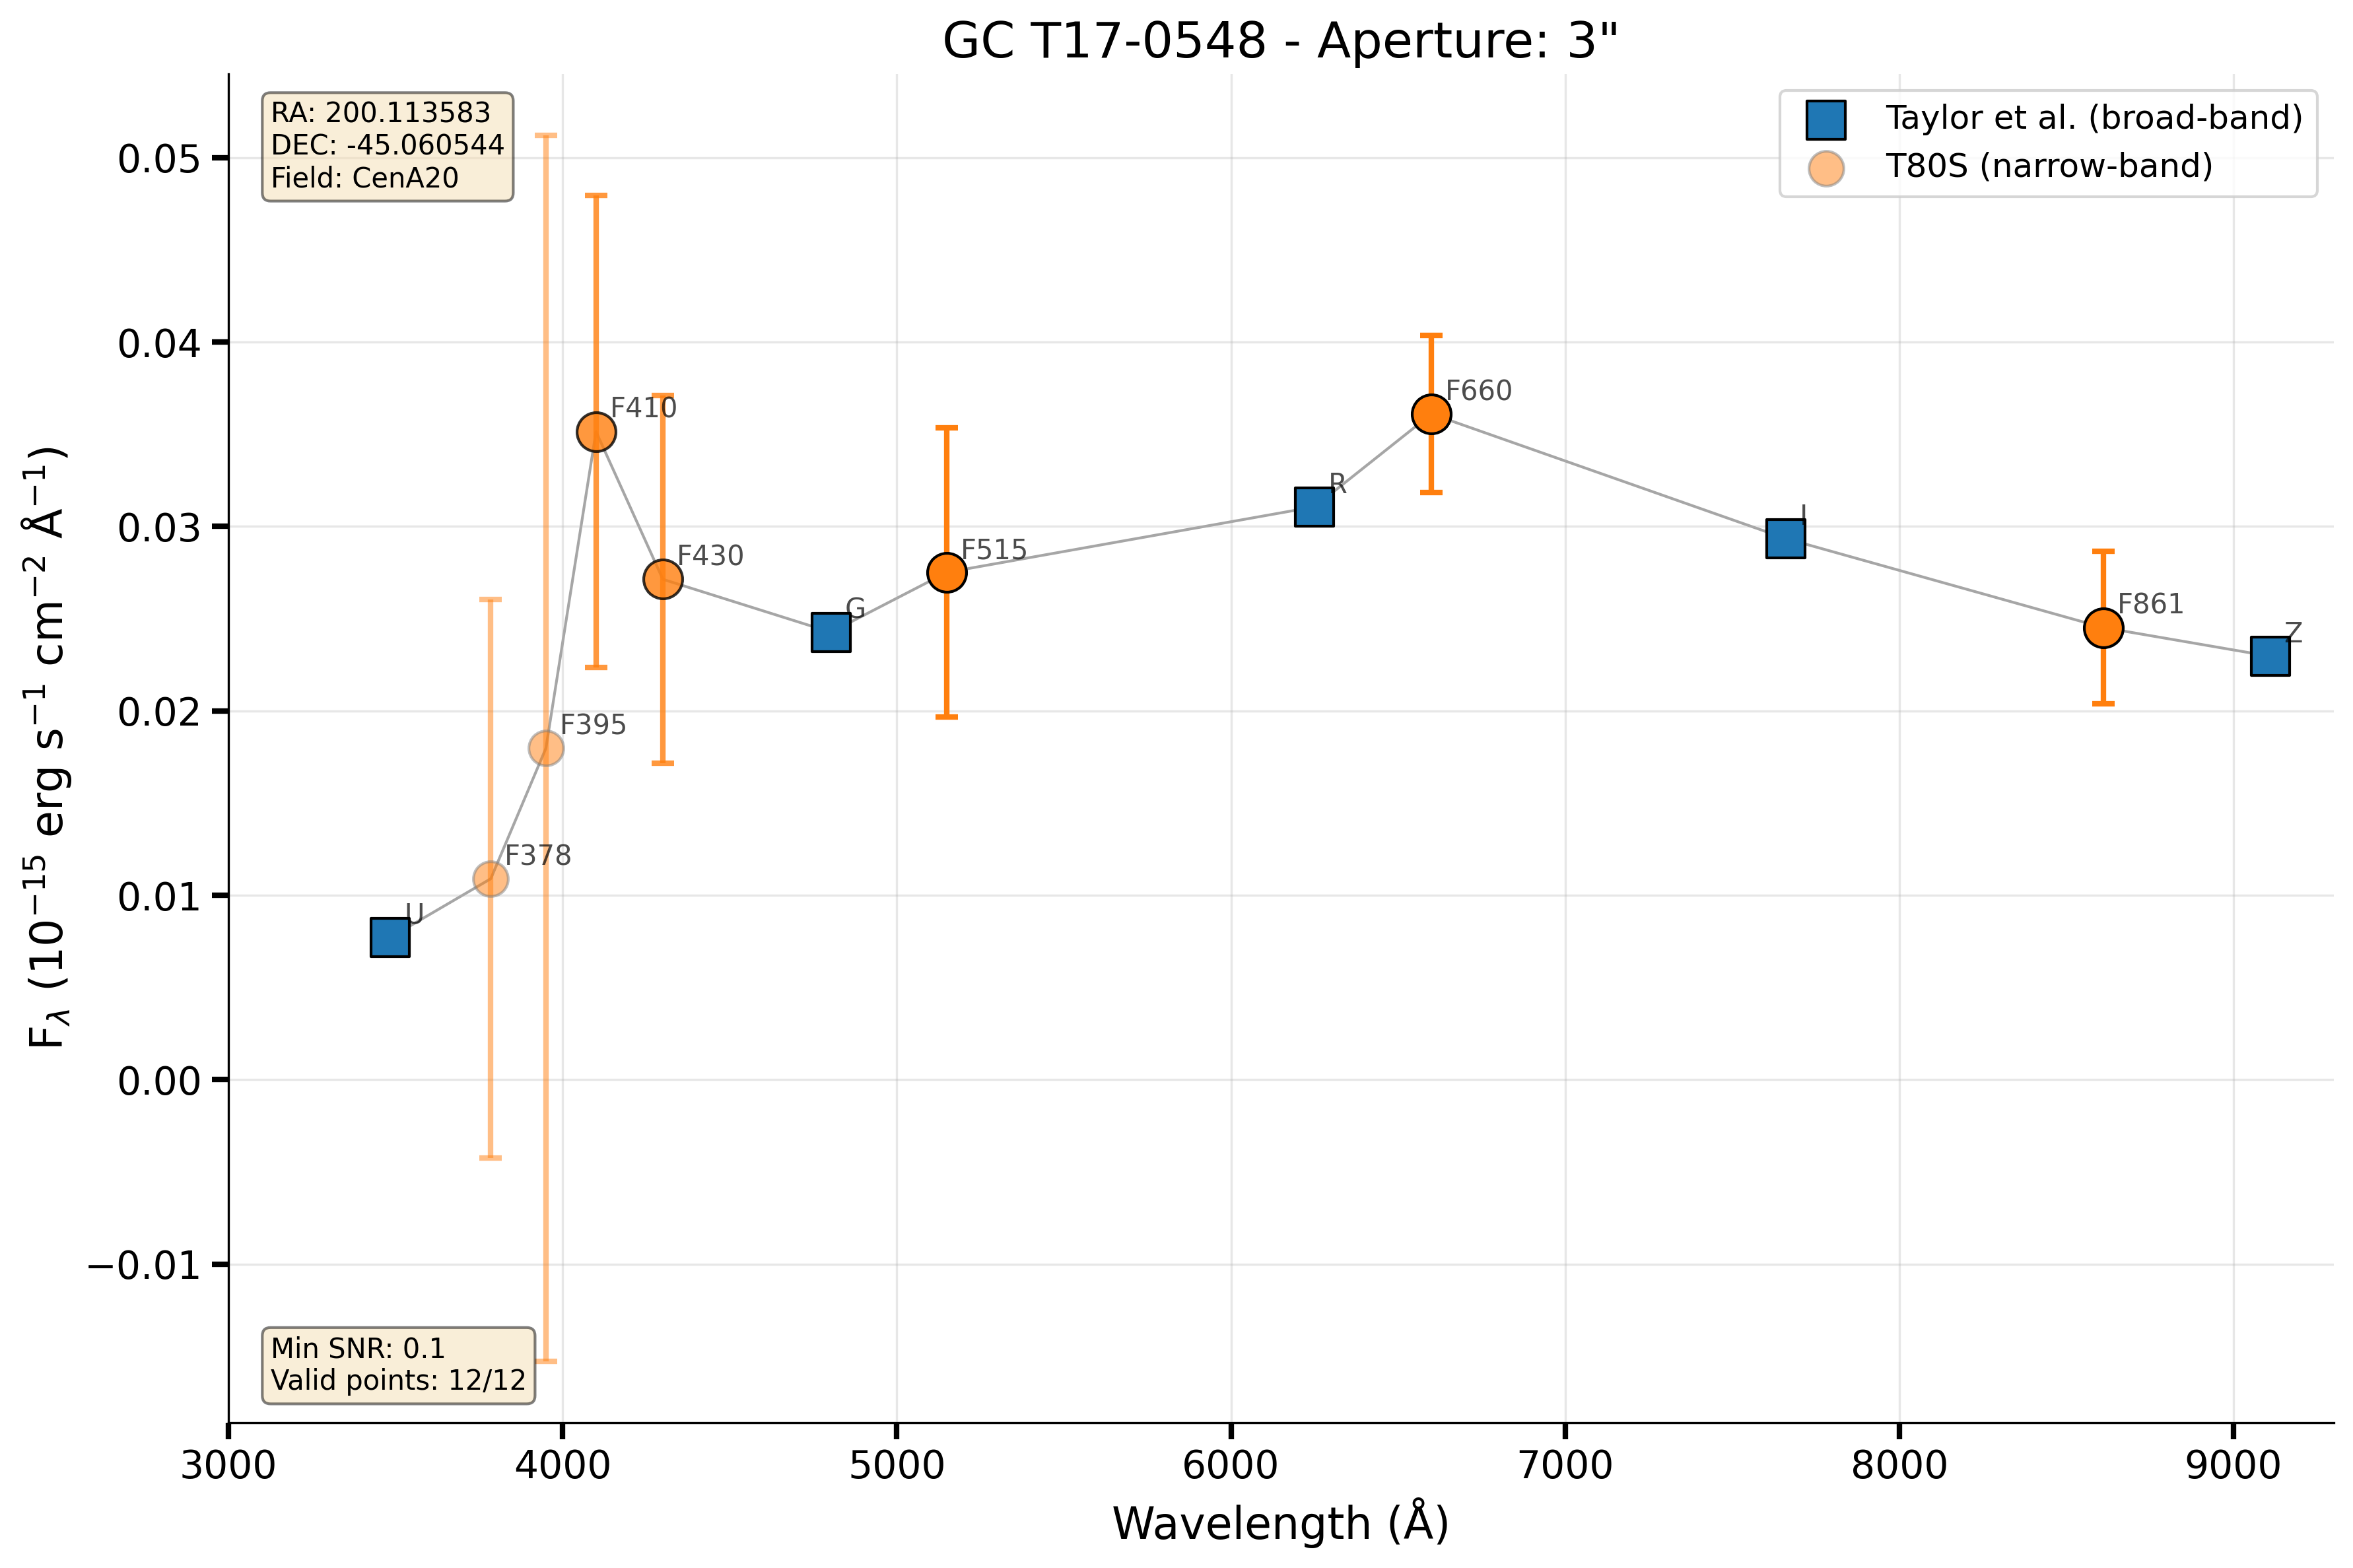 GC T17-0548 - Aperture: 3"
RA: 200.113583
DEC: -45.060544
Field: CenA20
Taylor et al. (broad-band)
T80S (narrow-band)
0.05
0.04
0.03
0.02
0.01
0.00
−0.01
F_λ (10⁻¹⁵ erg s⁻¹ cm⁻² Å⁻¹)
U
F378
F395
F410
F430
G
F515
R
F660
I
F861
Z
Min SNR: 0.1
Valid points: 12/12
3000
4000
5000
6000
7000
8000
9000
Wavelength (Å)